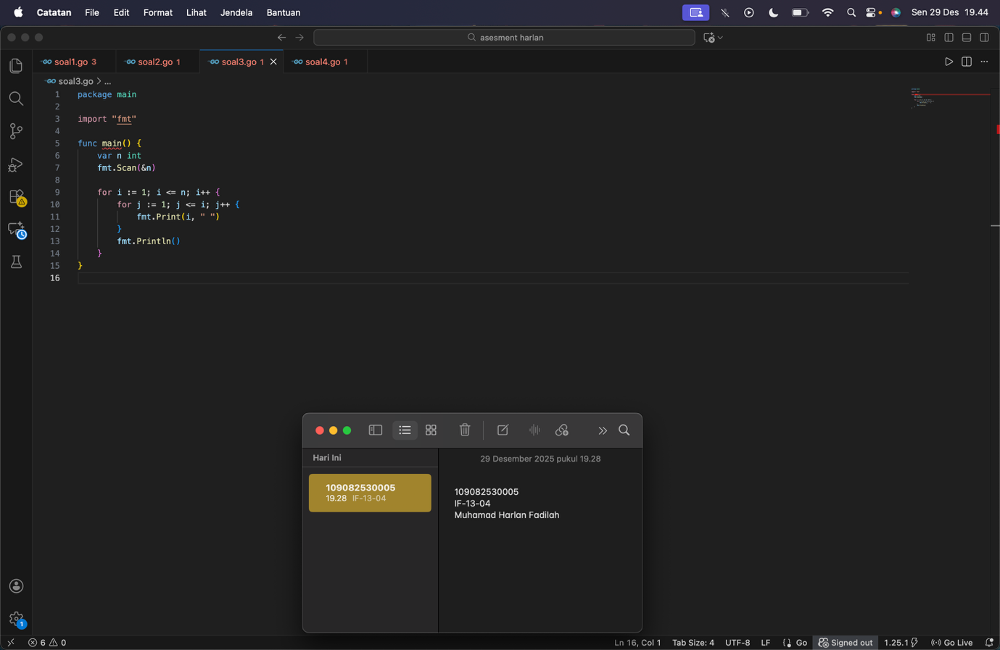 Catatan File Edit Format Lihat Jendela Bantuan Sen 29 Des 19.44
asesment harlan
soal1.go 3 soal2.go 1 soal3.go 1 soal4.go 1
soal3.go > ...
1 package main
2
3 import "fmt"
4
5 func main() {
6 var n int
7 fmt.Scan(&n)
8
9 for i := 1; i <= n; i++ {
10 for j := 1; j <= i; j++ {
11 fmt.Print(i, " ")
12 }
13 fmt.Println()
14 }
15 }
16
Hari Ini
109082530005
19.28 IF-13-04
29 Desember 2025 pukul 19.28
109082530005
IF-13-04
Muhamad Harlan Fadilah
1
6 0 Ln 16, Col 1 Tab Size: 4 UTF-8 LF Go Signed out 1.25.1 Go Live